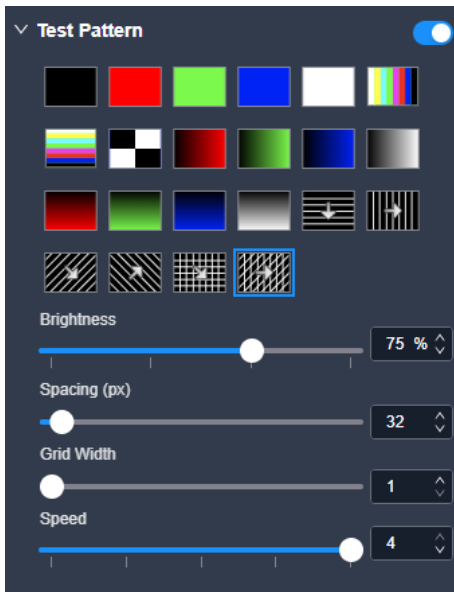 Test Pattern
Brightness
75 %
Spacing (px)
32
Grid Width
1
Speed
4